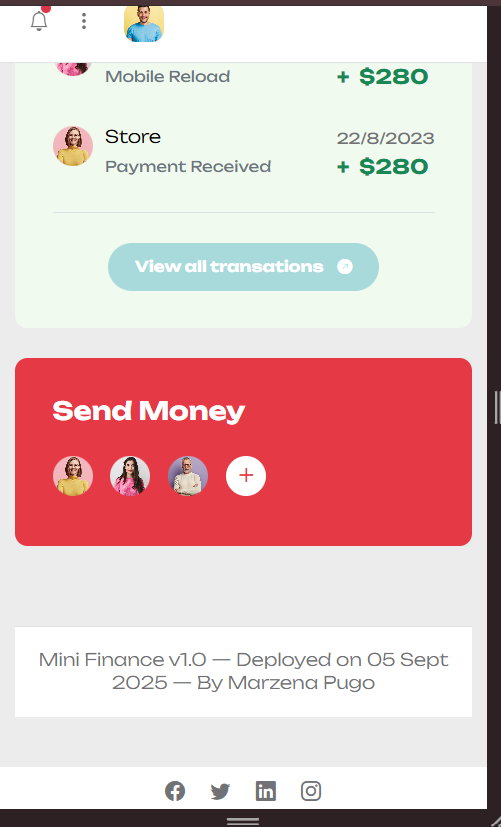 Mobile Reload + $280
Store 22/8/2023
Payment Received + $280
View all transations
Send Money
Mini Finance v1.0 — Deployed on 05 Sept
2025 — By Marzena Pugo